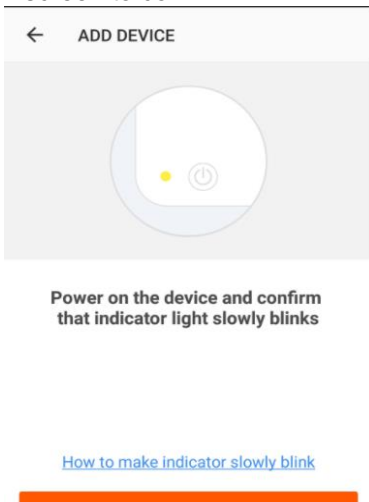 ADD DEVICE
Power on the device and confirm
that indicator light slowly blinks
How to make indicator slowly blink